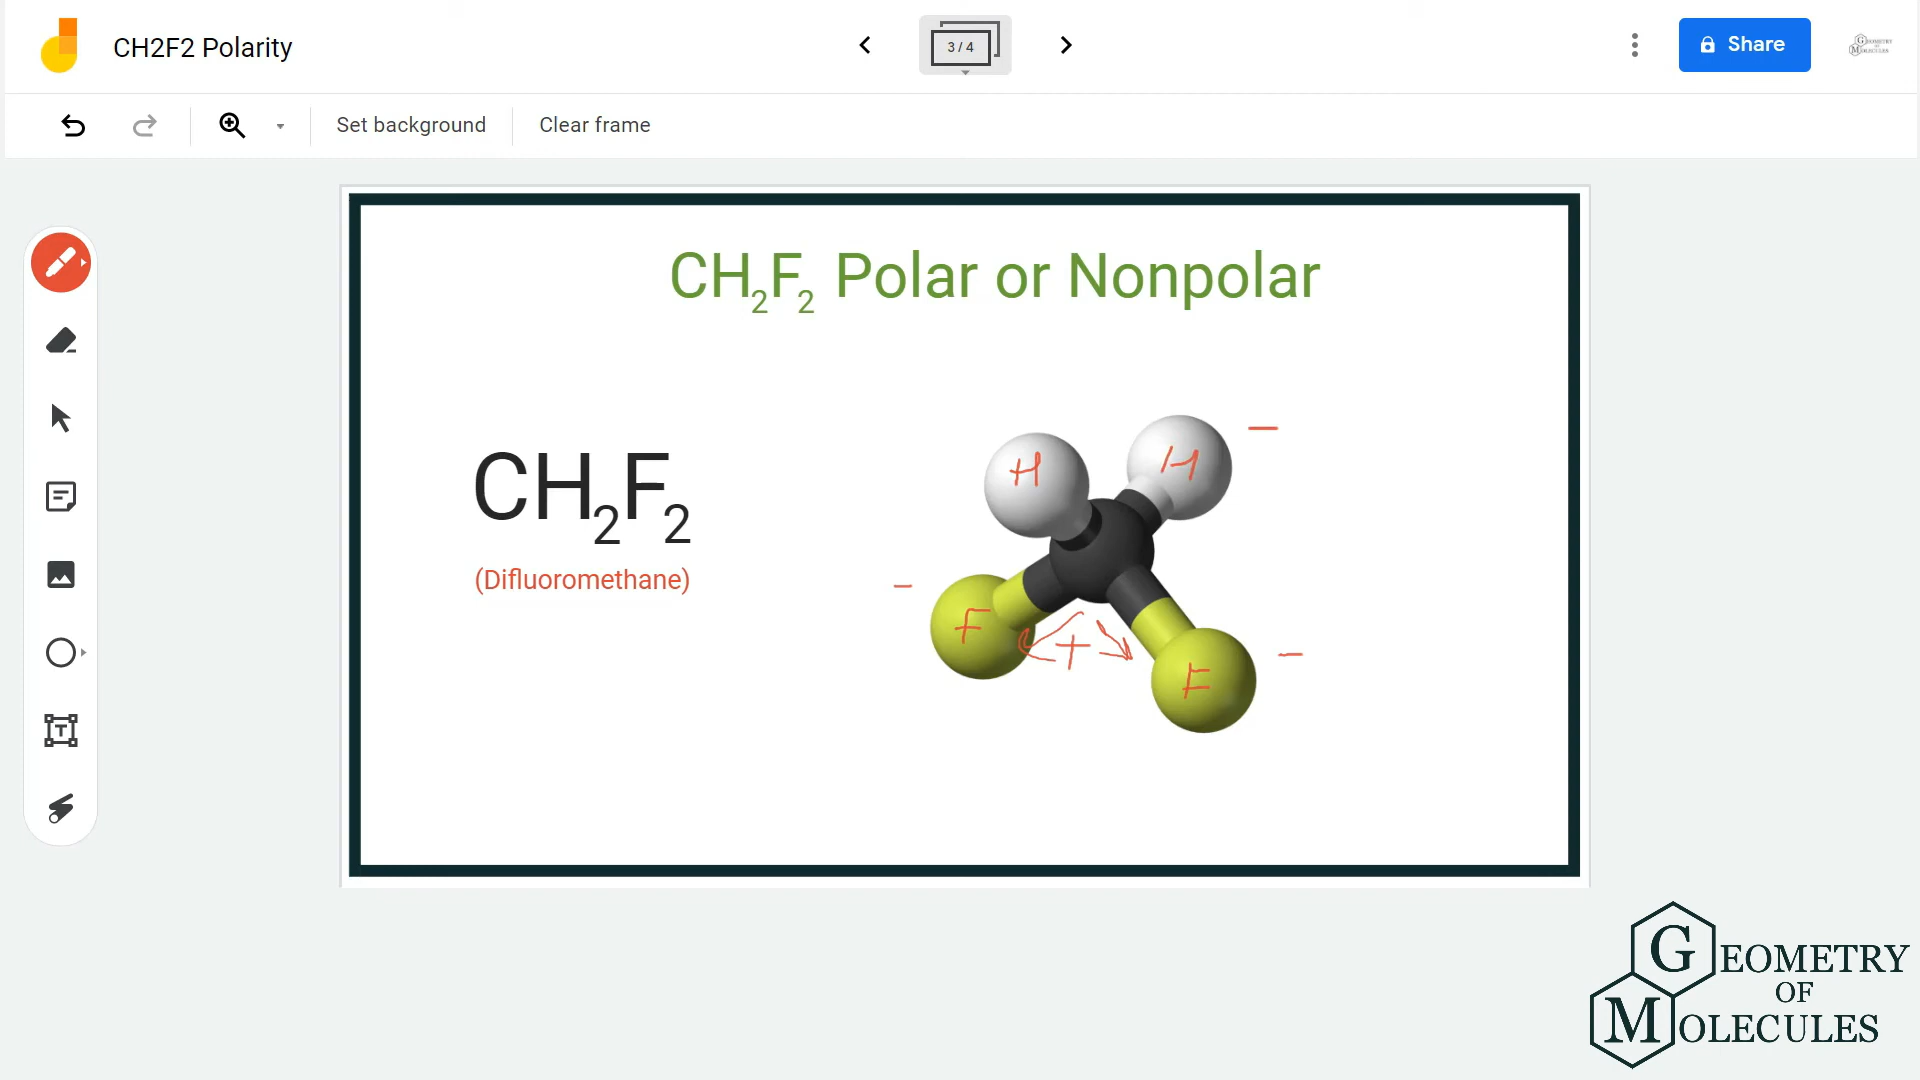 CH2F2 Polarity
3 / 4
Share
Set background
Clear frame
CH₂F₂ Polar or Nonpolar
CH₂F₂
(Difluoromethane)
H
H
−
−
F
+
F
−
GEOMETRY
OF
MOLECULES